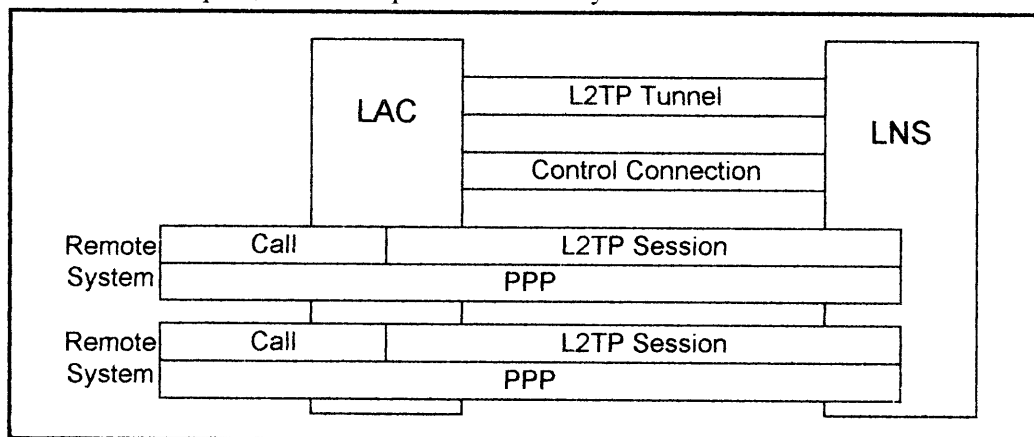 L2TP Tunnel
LAC
LNS
Control Connection
Remote Call L2TP Session
System PPP
Remote Call L2TP Session
System PPP